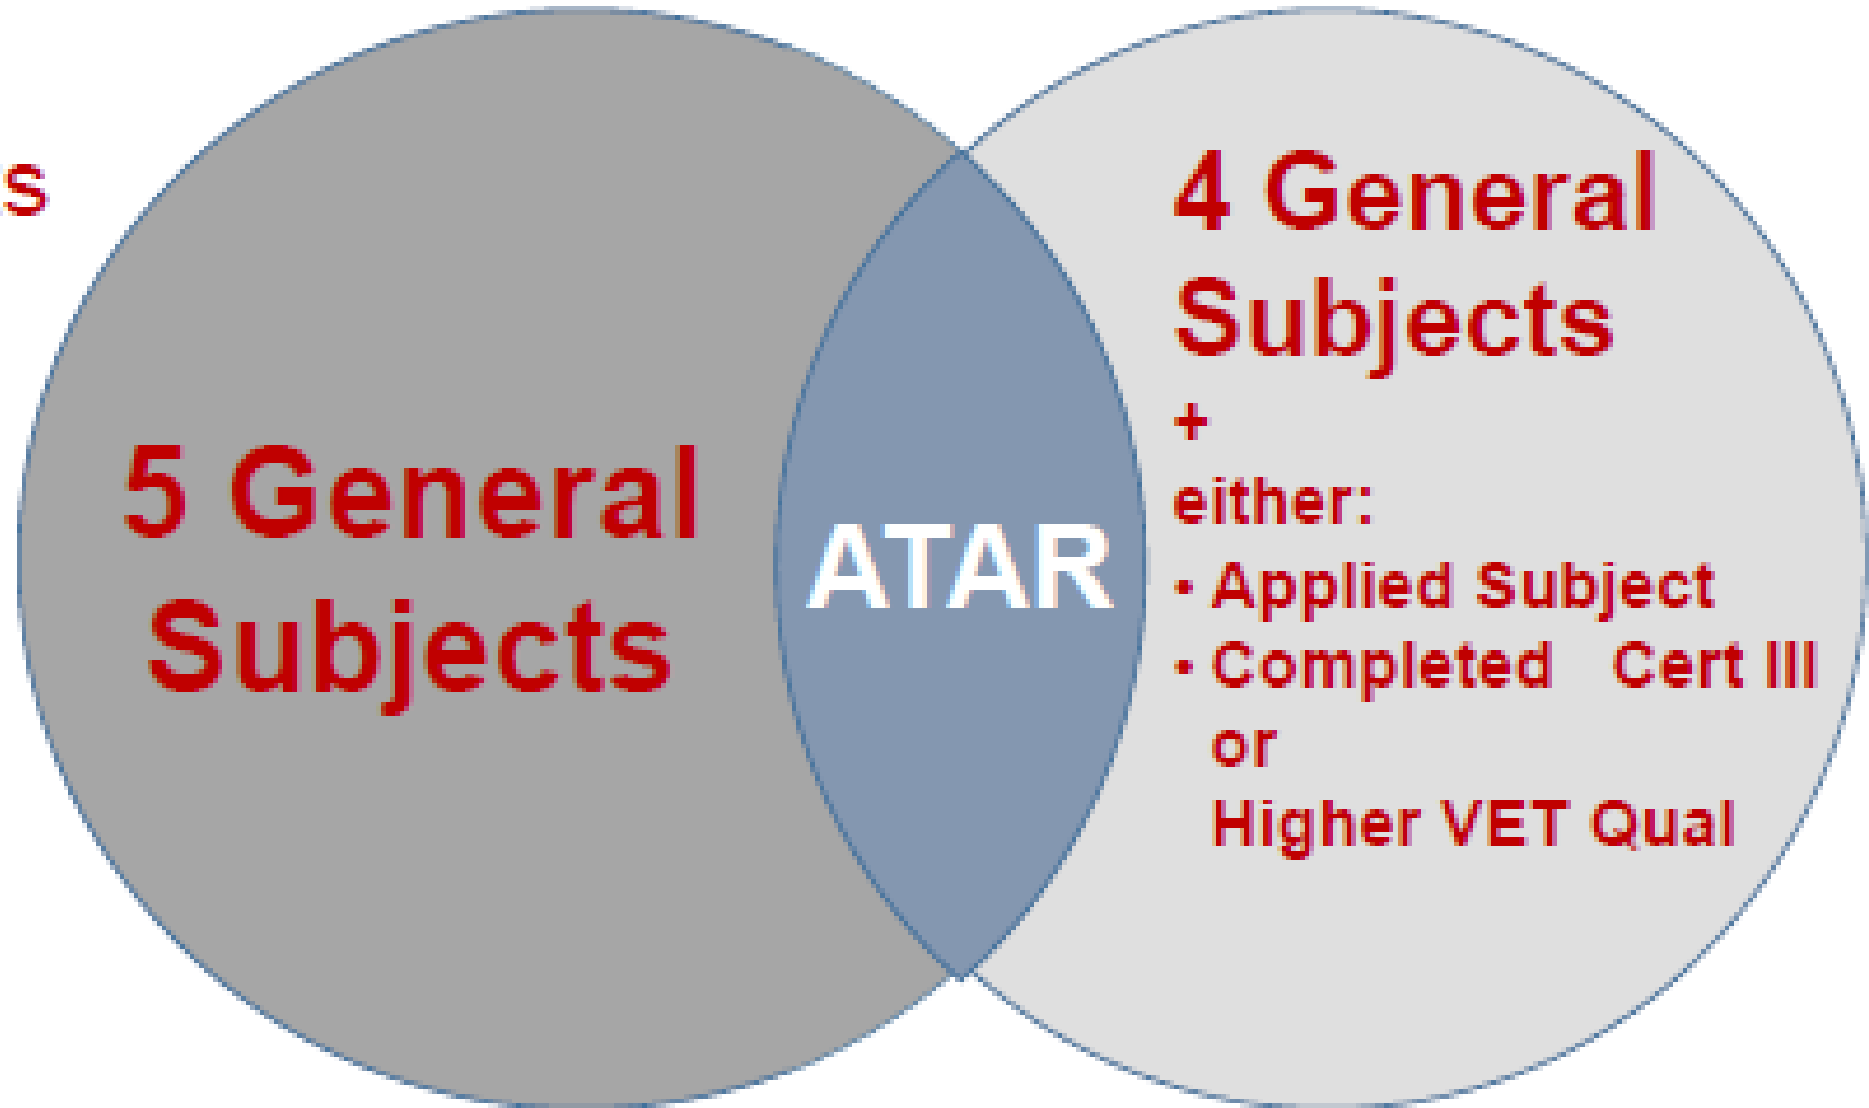 s
5 General
Subjects
ATAR
4 General
Subjects
+
either:
• Applied Subject
• Completed Cert III
or
Higher VET Qual